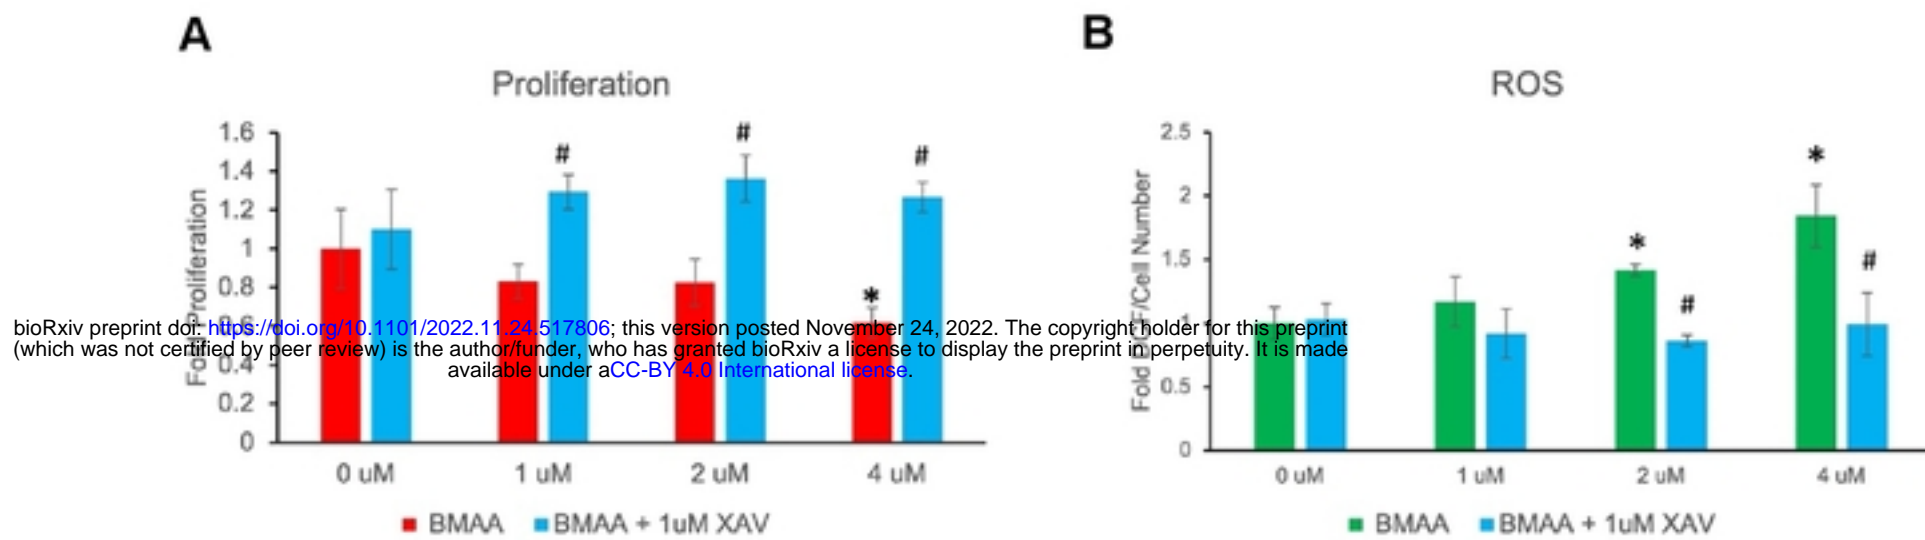 A
Proliferation
Fold Proliferation
1.6
1.4
1.2
1
0.8
0.6
0.4
0.2
0
#
#
#
*
0 uM
1 uM
2 uM
4 uM
BMAA
BMAA + 1uM XAV
B
ROS
Fold DCF/Cell Number
2.5
2
1.5
1
0.5
0
*
*
#
#
0 uM
1 uM
2 uM
4 uM
BMAA
BMAA + 1uM XAV
bioRxiv preprint doi: https://doi.org/10.1101/2022.11.24.517806; this version posted November 24, 2022. The copyright holder for this preprint
(which was not certified by peer review) is the author/funder, who has granted bioRxiv a license to display the preprint in perpetuity. It is made
available under aCC-BY 4.0 International license.